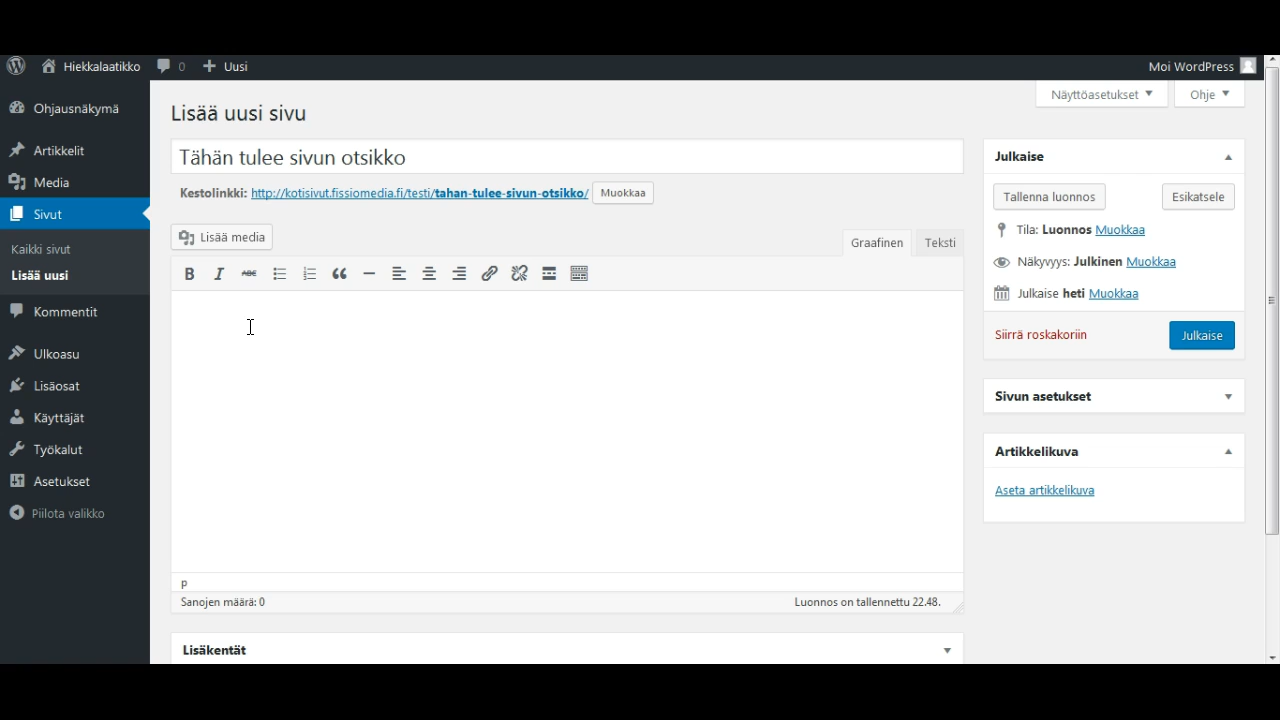 Hiekkalaatikko 0 Uusi Moi WordPress
Näyttöasetukset Ohje
Ohjausnäkymä
Artikkelit
Media
Sivut
Kaikki sivut
Lisää uusi
Kommentit
Ulkoasu
Lisäosat
Käyttäjät
Työkalut
Asetukset
Piilota valikko
Lisää uusi sivu
Tähän tulee sivun otsikko
Kestolinkki: http://kotisivut.fissiomedia.fi/testi/tahan-tulee-sivun-otsikko/ Muokkaa
Lisää media
Graafinen Teksti
B I ABC
p
Sanojen määrä: 0 Luonnos on tallennettu 22.48.
Lisäkentät
Julkaise
Tallenna luonnos Esikatsele
Tila: Luonnos Muokkaa
Näkyvyys: Julkinen Muokkaa
Julkaise heti Muokkaa
Siirrä roskakoriin Julkaise
Sivun asetukset
Artikkelikuva
Aseta artikkelikuva